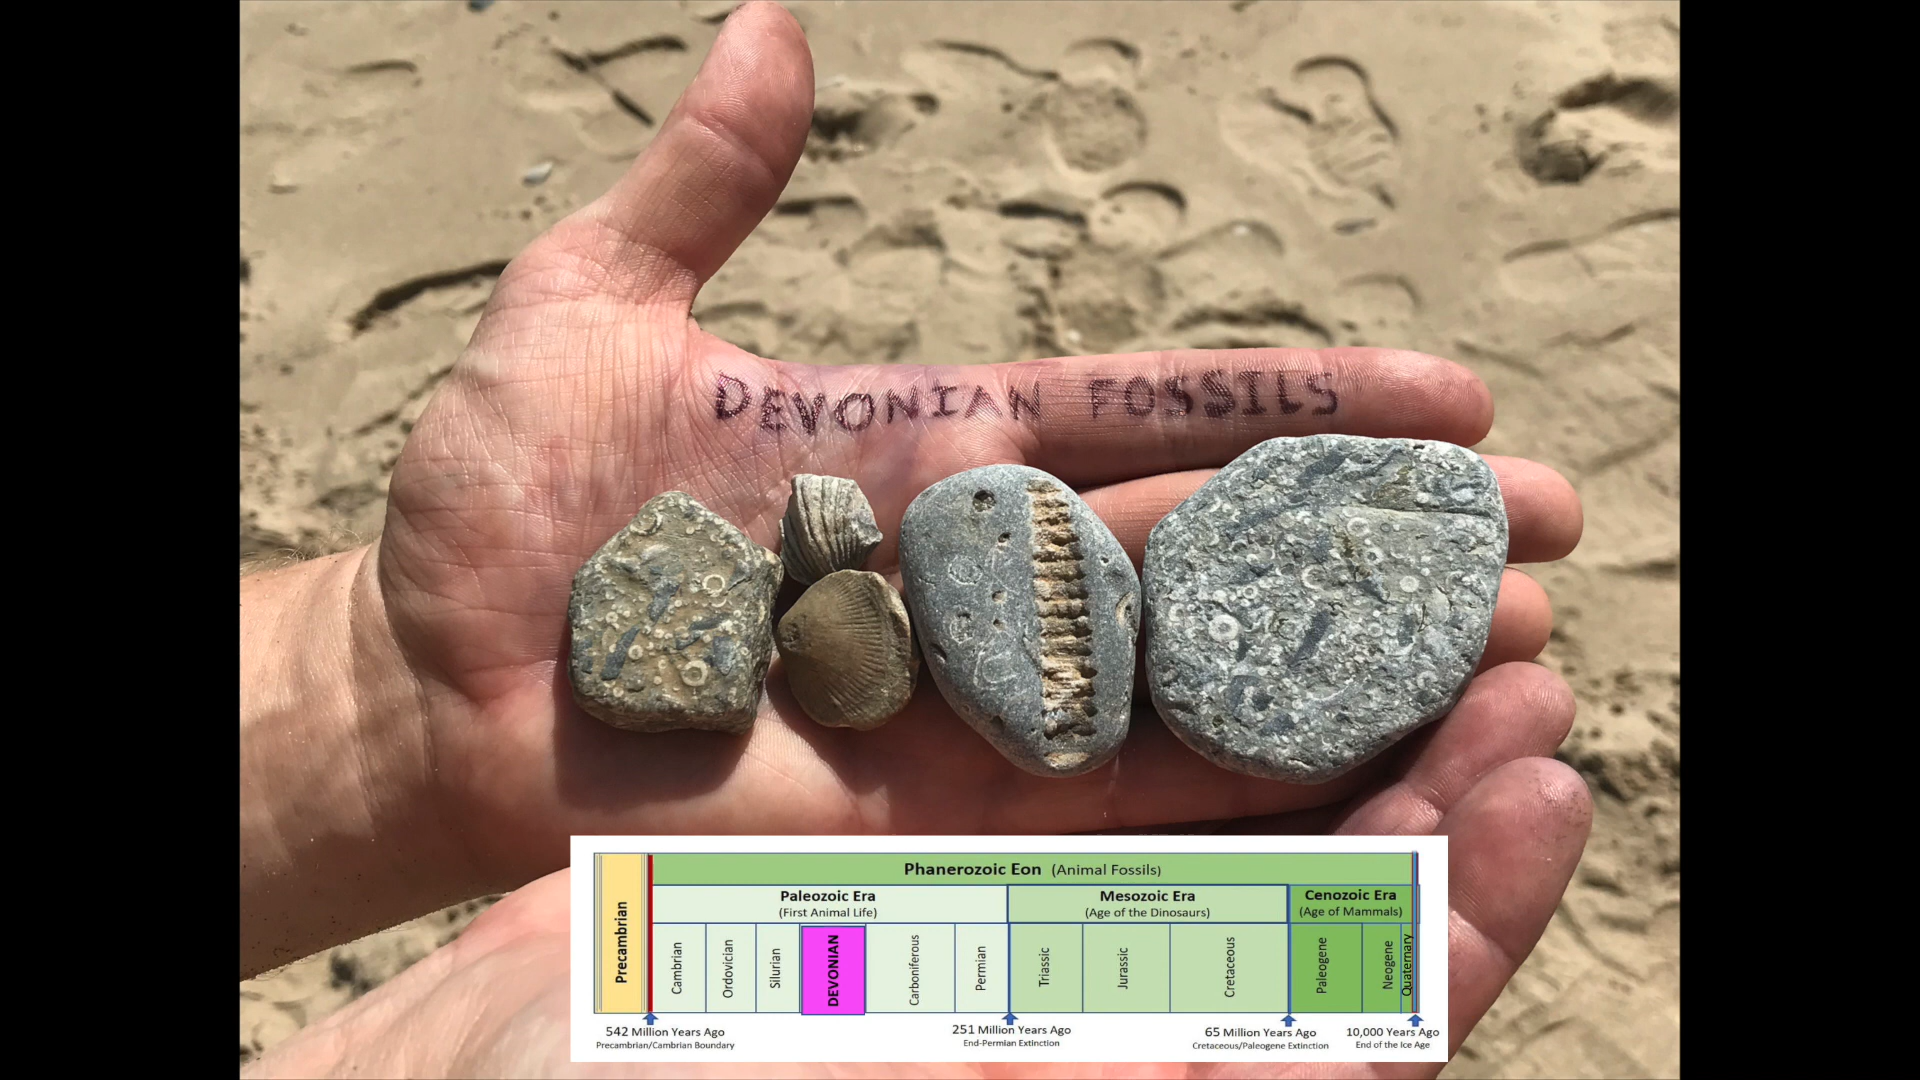 DEVONIAN FOSSILS
Phanerozoic Eon (Animal Fossils)
Precambrian
Paleozoic Era
(First Animal Life)
Mesozoic Era
(Age of the Dinosaurs)
Cenozoic Era
(Age of Mammals)
Cambrian
Ordovician
Silurian
DEVONIAN
Carboniferous
Permian
Triassic
Jurassic
Cretaceous
Paleogene
Neogene
Quaternary
542 Million Years Ago
Precambrian/Cambrian Boundary
251 Million Years Ago
End-Permian Extinction
65 Million Years Ago
Cretaceous/Paleogene Extinction
10,000 Years Ago
End of the Ice Age